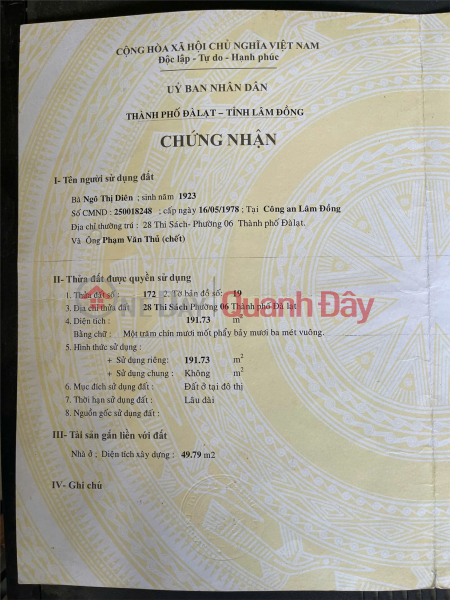 CỘNG HÒA XÃ HỘI CHỦ NGHĨA VIỆT NAM
Độc lập - Tự do - Hạnh phúc
UỶ BAN NHÂN DÂN
THÀNH PHỐ ĐÀLẠT – TỈNH LÂM ĐỒNG
CHỨNG NHẬN
I- Tên người sử dụng đất
Bà Ngô Thị Diên ; sinh năm 1923
Số CMND : 250018248 ; cấp ngày 16/05/1978 ; Tại Công an Lâm Đồng
Địa chỉ thường trú : 28 Thi Sách- Phường 06 Thành phố Đàlạt.
Và Ông Phạm Văn Thủ (chết)
II- Thửa đất được quyền sử dụng
1. Thửa đất số : 172 2. Tờ bản đồ số: 19
3. Địa chỉ thửa đất 28 Thi Sách Phường 06 Thành phố Đà lạt
Quanh Đây
4. Diện tích : 191.73 m2
Bằng chữ : Một trăm chín mươi mốt phẩy bảy mươi ba mét vuông.
5. Hình thức sử dụng :
+ Sử dụng riêng: 191.73 m2
+ Sử dụng chung : Không m2
6. Mục đích sử dụng đất : Đất ở tại đô thị
7. Thời hạn sử dụng đất : Lâu dài
8. Nguồn gốc sử dụng đất :
III- Tài sản gắn liền với đất
Nhà ở ; Diện tích xây dựng : 49.79 m2
IV- Ghi chú